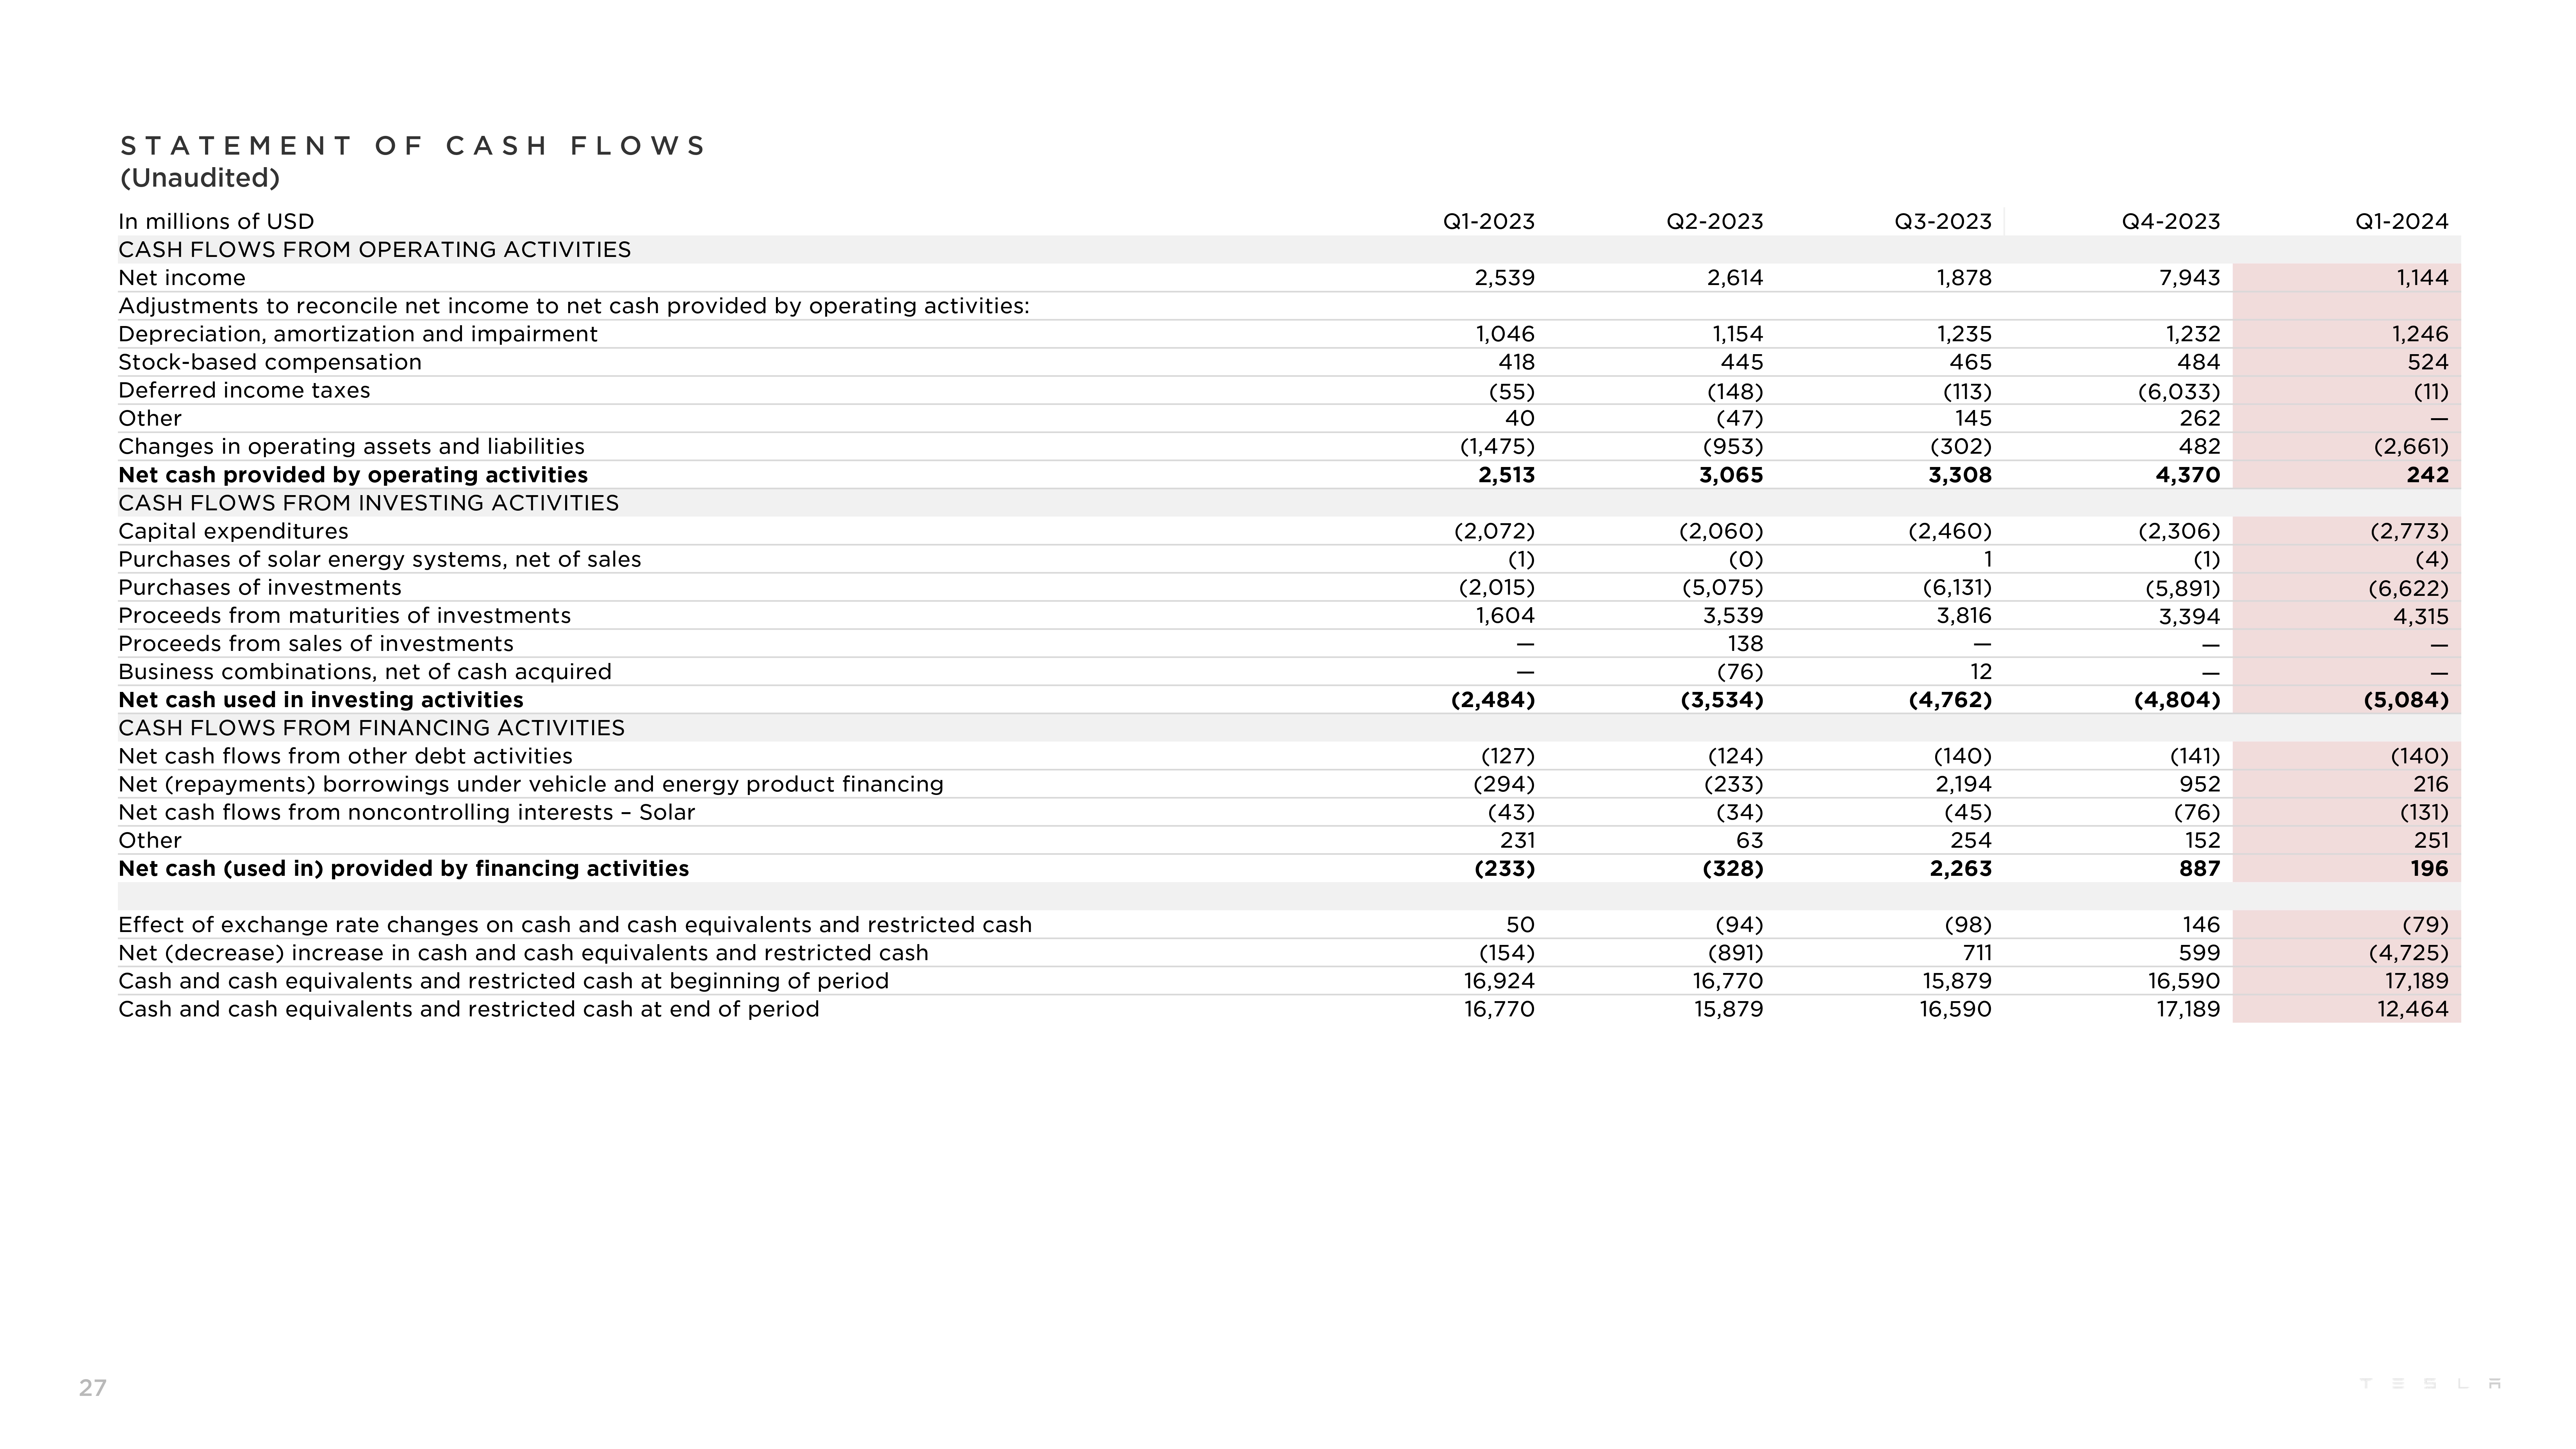 STATEMENT OF CASH FLOWS
(Unaudited)
In millions of USD Q1-2023 Q2-2023 Q3-2023 Q4-2023 Q1-2024
CASH FLOWS FROM OPERATING ACTIVITIES
Net income 2,539 2,614 1,878 7,943 1,144
Adjustments to reconcile net income to net cash provided by operating activities:
Depreciation, amortization and impairment 1,046 1,154 1,235 1,232 1,246
Stock-based compensation 418 445 465 484 524
Deferred income taxes (55) (148) (113) (6,033) (11)
Other 40 (47) 145 262 —
Changes in operating assets and liabilities (1,475) (953) (302) 482 (2,661)
Net cash provided by operating activities 2,513 3,065 3,308 4,370 242
CASH FLOWS FROM INVESTING ACTIVITIES
Capital expenditures (2,072) (2,060) (2,460) (2,306) (2,773)
Purchases of solar energy systems, net of sales (1) (0) 1 (1) (4)
Purchases of investments (2,015) (5,075) (6,131) (5,891) (6,622)
Proceeds from maturities of investments 1,604 3,539 3,816 3,394 4,315
Proceeds from sales of investments — 138 — — —
Business combinations, net of cash acquired — (76) 12 — —
Net cash used in investing activities (2,484) (3,534) (4,762) (4,804) (5,084)
CASH FLOWS FROM FINANCING ACTIVITIES
Net cash flows from other debt activities (127) (124) (140) (141) (140)
Net (repayments) borrowings under vehicle and energy product financing (294) (233) 2,194 952 216
Net cash flows from noncontrolling interests – Solar (43) (34) (45) (76) (131)
Other 231 63 254 152 251
Net cash (used in) provided by financing activities (233) (328) 2,263 887 196
Effect of exchange rate changes on cash and cash equivalents and restricted cash 50 (94) (98) 146 (79)
Net (decrease) increase in cash and cash equivalents and restricted cash (154) (891) 711 599 (4,725)
Cash and cash equivalents and restricted cash at beginning of period 16,924 16,770 15,879 16,590 17,189
Cash and cash equivalents and restricted cash at end of period 16,770 15,879 16,590 17,189 12,464
27
TESLA